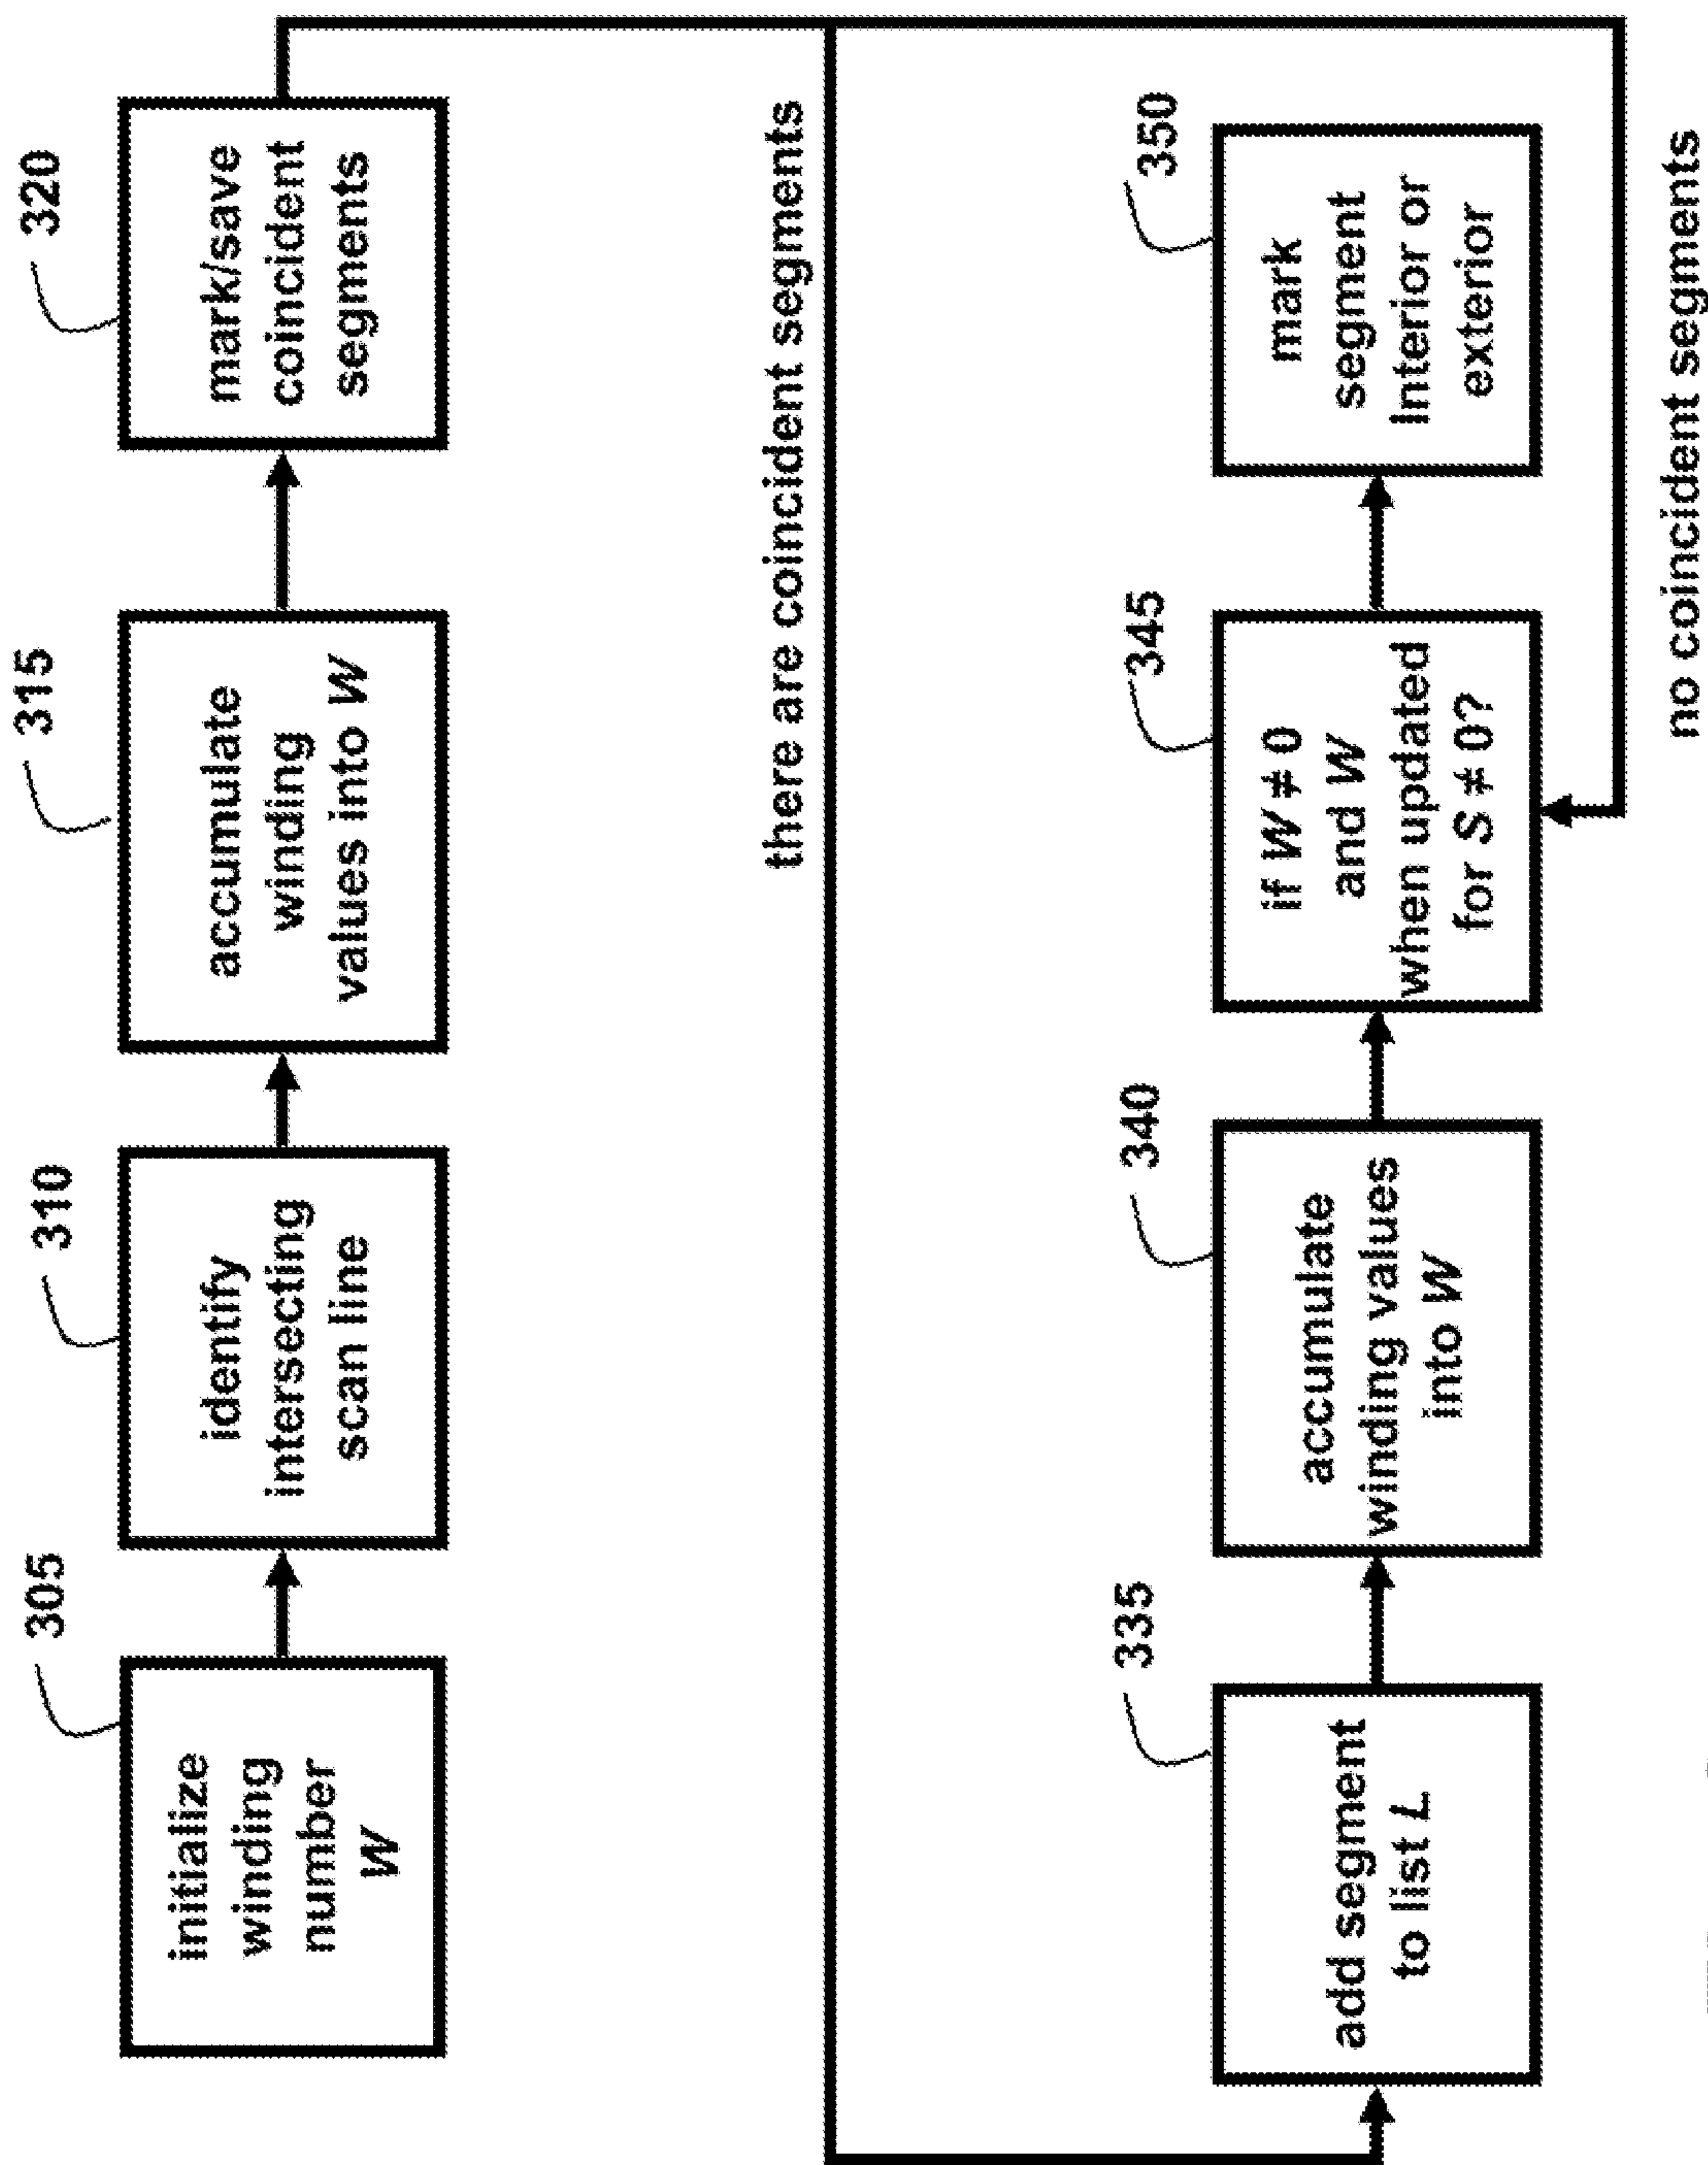 305
initialize
winding
number
W
310
identify
intersecting
scan line
315
accumulate
winding
values into W
320
mark/save
coincident
segments
there are coincident segments
335
add segment
to list L
340
accumulate
winding values
into W
345
if W ≠ 0
and W
when updated
for S ≠ 0?
350
mark
segment
Interior or
exterior
no coincident segments